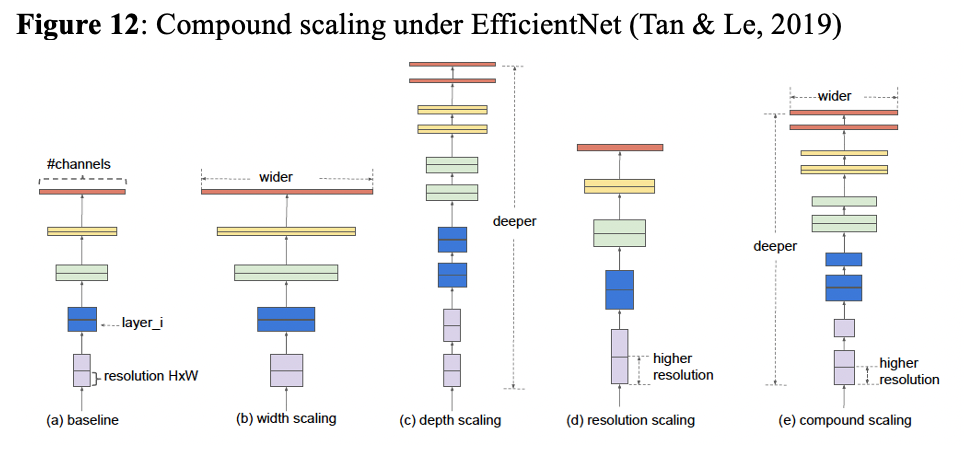 Figure 12: Compound scaling under EfficientNet (Tan & Le, 2019)
#channels
layer_i
resolution HxW
(a) baseline
wider
(b) width scaling
deeper
(c) depth scaling
higher
resolution
(d) resolution scaling
wider
deeper
higher
resolution
(e) compound scaling